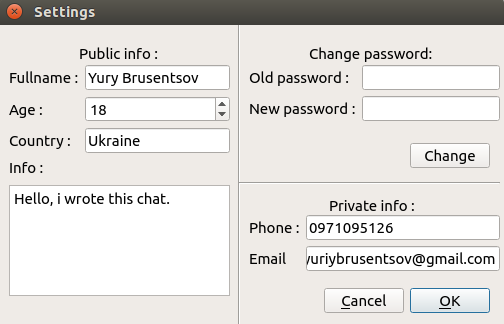 Settings
Public info :
Fullname : Yury Brusentsov
Age : 18
Country : Ukraine
Info :
Hello, i wrote this chat.
Change password:
Old password :
New password :
Change
Private info :
Phone : 0971095126
Email yuriybrusentsov@gmail.com
Cancel OK